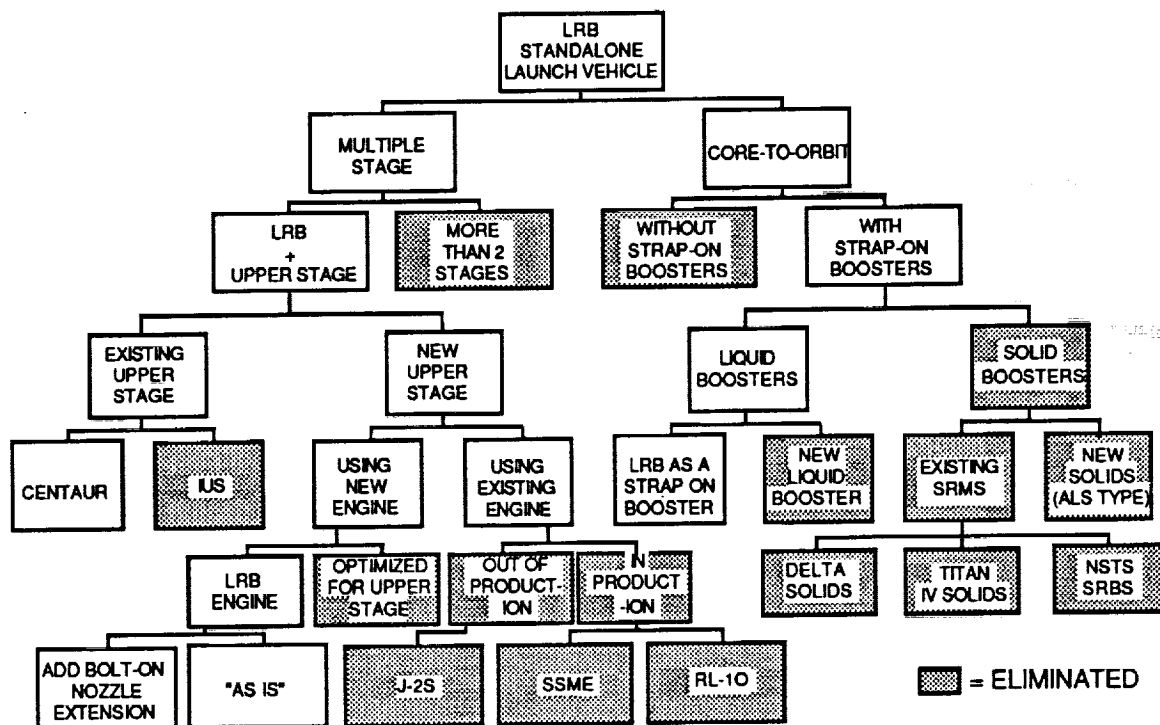 LRB
STANDALONE
LAUNCH VEHICLE
MULTIPLE
STAGE
CORE-TO-ORBIT
LRB
+
UPPER STAGE
MORE
THAN 2
STAGES
WITHOUT
STRAP-ON
BOOSTERS
WITH
STRAP-ON
BOOSTERS
EXISTING
UPPER
STAGE
NEW
UPPER
STAGE
LIQUID
BOOSTERS
SOLID
BOOSTERS
CENTAUR
IUS
USING
NEW
ENGINE
USING
EXISTING
ENGINE
LRB AS A
STRAP ON
BOOSTER
NEW
LIQUID
BOOSTER
EXISTING
SRMS
NEW
SOLIDS
(ALS TYPE)
LRB
ENGINE
OPTIMIZED
FOR UPPER
STAGE
OUT OF
PRODUCT-
ION
IN
PRODUCT
-ION
DELTA
SOLIDS
TITAN
IV SOLIDS
NSTS
SRBS
ADD BOLT-ON
NOZZLE
EXTENSION
"AS IS"
J-2S
SSME
RL-10
= ELIMINATED